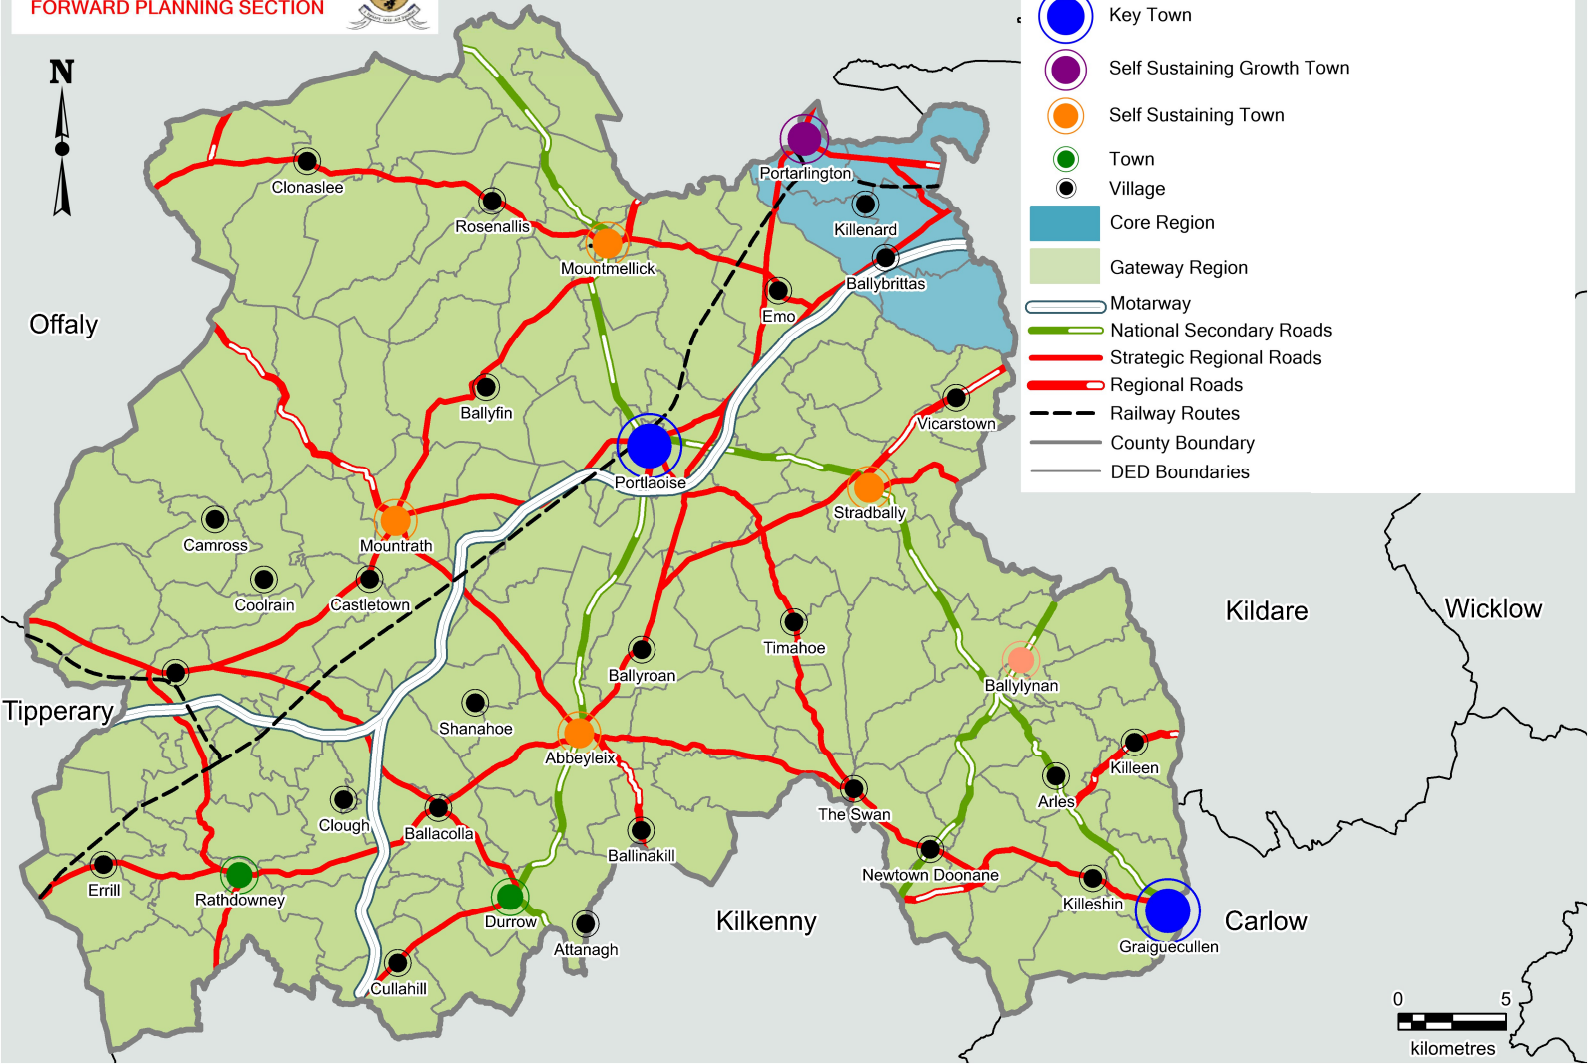 FORWARD PLANNING SECTION
N
Key Town
Self Sustaining Growth Town
Self Sustaining Town
Town
Village
Core Region
Gateway Region
Motarway
National Secondary Roads
Strategic Regional Roads
Regional Roads
Railway Routes
County Boundary
DED Boundaries
Portarlington
Clonaslee
Killenard
Rosenallis
Mountmellick
Ballybrittas
Emo
Offaly
Ballyfin
Vicarstown
Portlaoise
Stradbally
Camross
Mountrath
Coolrain
Castletown
Kildare
Wicklow
Timahoe
Ballyroan
Ballylynan
Tipperary
Shanahoe
Abbeyleix
Killeen
Arles
The Swan
Clough
Ballacolla
Ballinakill
Newtown Doonane
Errill
Rathdowney
Killeshin
Durrow
Kilkenny
Carlow
Attanagh
Graiguecullen
Cullahill
0 5
kilometres